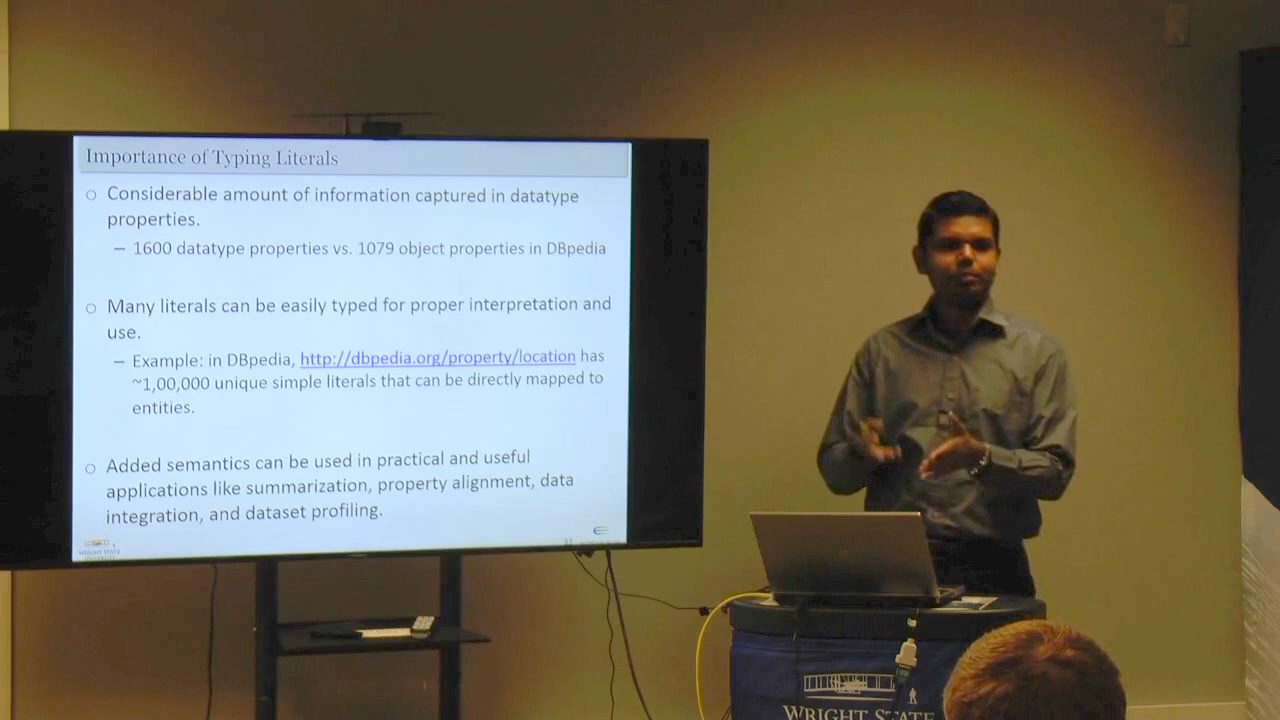 Importance of Typing Literals
○ Considerable amount of information captured in datatype
properties.
– 1600 datatype properties vs. 1079 object properties in DBpedia
○ Many literals can be easily typed for proper interpretation and
use.
– Example: in DBpedia, http://dbpedia.org/property/location has
~1,00,000 unique simple literals that can be directly mapped to
entities.
○ Added semantics can be used in practical and useful
applications like summarization, property alignment, data
integration, and dataset profiling.
WRIGHT STATE
WRIGHT STATE